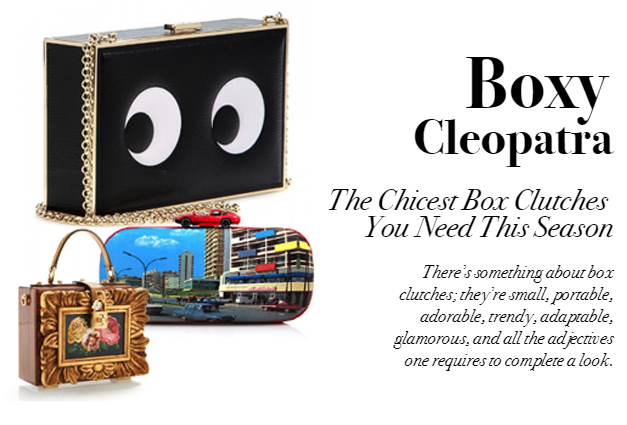 Boxy
Cleopatra
The Chicest Box Clutches
You Need This Season
There's something about box
clutches; they're small, portable,
adorable, trendy, adaptable,
glamorous, and all the adjectives
one requires to complete a look.